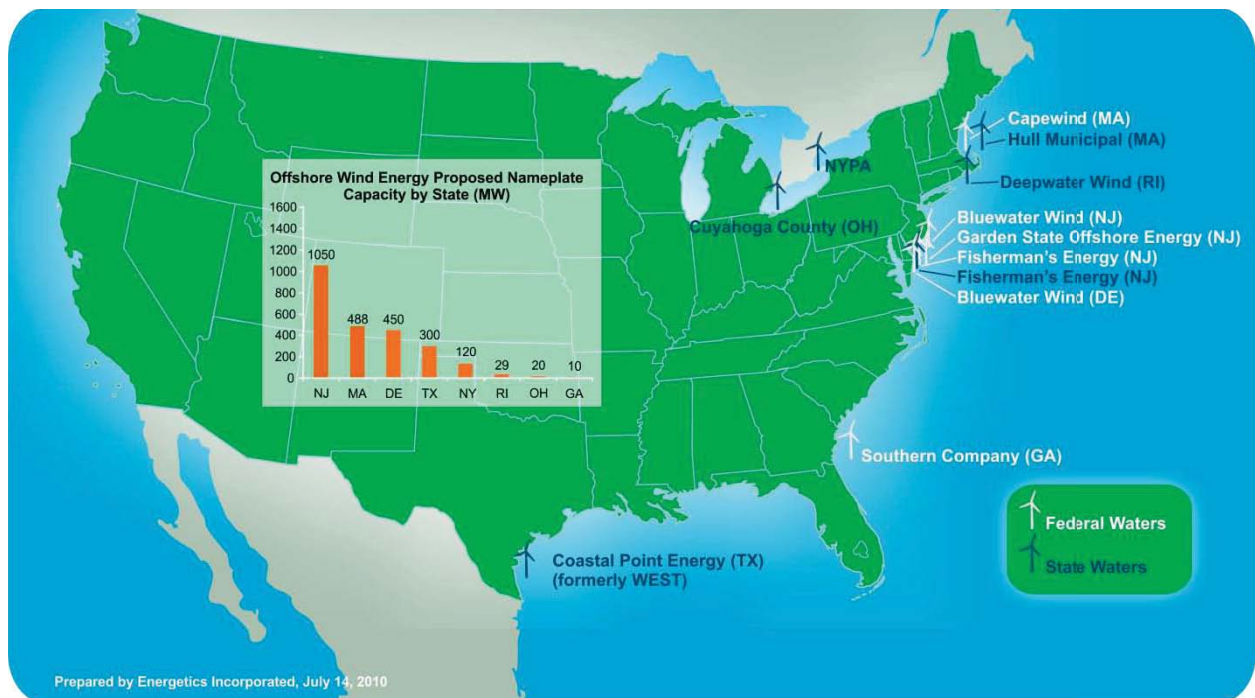 Capewind (MA)
Hull Municipal (MA)
NYPA
Deepwater Wind (RI)
Cuyahoga County (OH)
Bluewater Wind (NJ)
Garden State Offshore Energy (NJ)
Fisherman's Energy (NJ)
Fisherman's Energy (NJ)
Bluewater Wind (DE)
Offshore Wind Energy Proposed Nameplate
Capacity by State (MW)
1600
1400
1200
1000
800
600
400
200
0
1050
488
450
300
120
29
20
10
NJ
MA
DE
TX
NY
RI
OH
GA
Southern Company (GA)
Federal Waters
State Waters
Coastal Point Energy (TX)
(formerly WEST)
Prepared by Energetics Incorporated, July 14, 2010